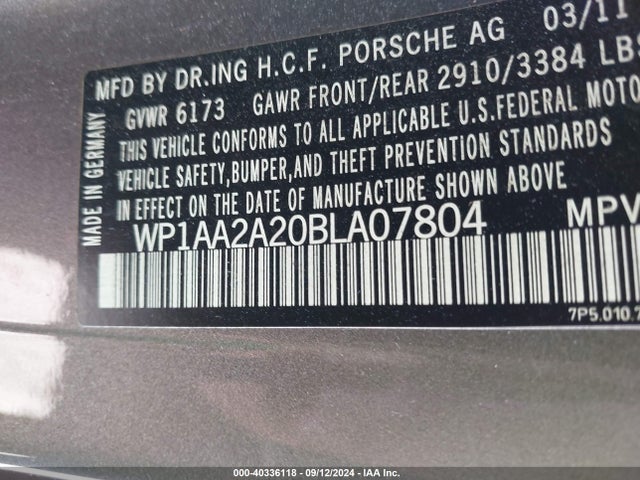 MFD BY DR.ING H.C.F. PORSCHE AG 03/11
GVWR 6173 GAWR FRONT/REAR 2910/3384 LBS
THIS VEHICLE CONFORMS TO ALL APPLICABLE U.S.FEDERAL MOTO
VEHICLE SAFETY,BUMPER,AND THEFT PREVENTION STANDARDS
IN EFFECT ON THE DATE OF MANUFACTURE SHOWN ABOVE
MADE IN GERMANY
WP1AA2A20BLA07804 MPV
7P5.010.7
000-40336118 - 09/12/2024 - IAA Inc.